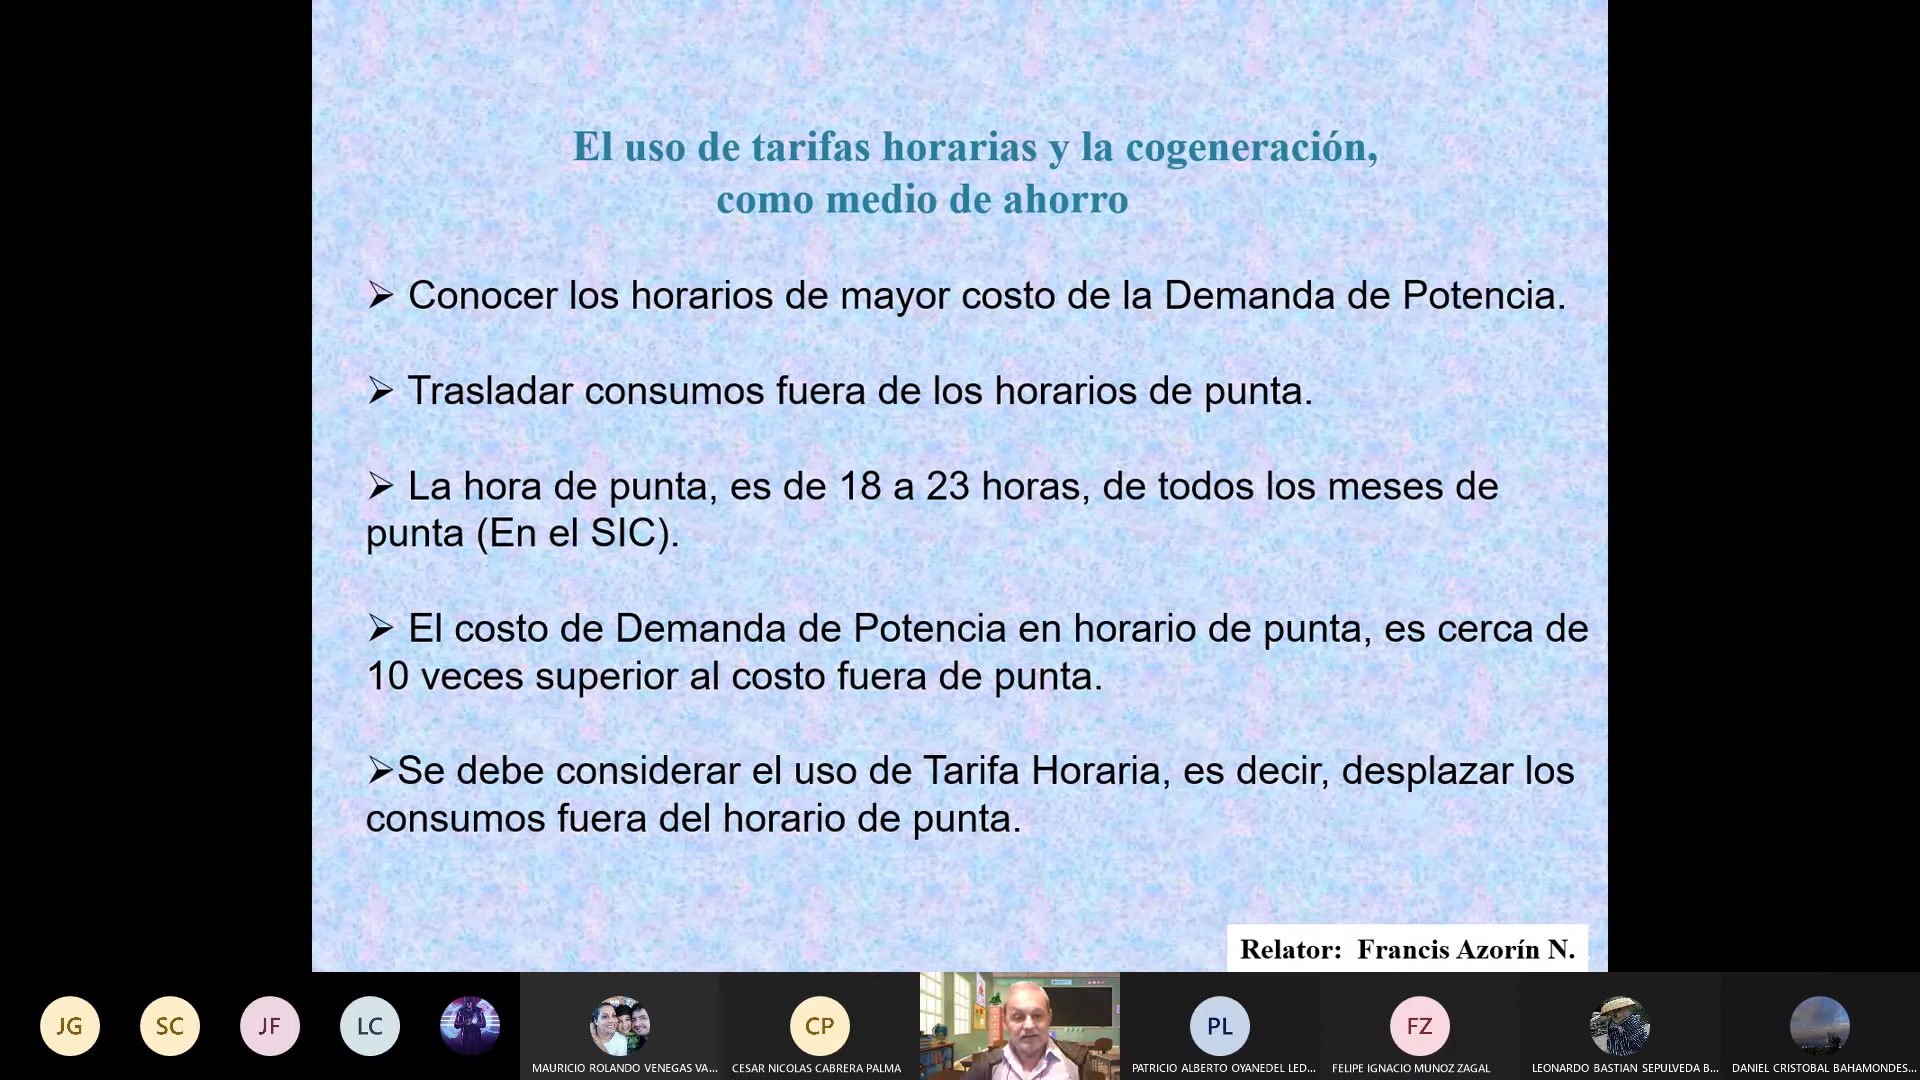 El uso de tarifas horarias y la cogeneración,
como medio de ahorro
➢ Conocer los horarios de mayor costo de la Demanda de Potencia.
➢ Trasladar consumos fuera de los horarios de punta.
➢ La hora de punta, es de 18 a 23 horas, de todos los meses de
punta (En el SIC).
➢ El costo de Demanda de Potencia en horario de punta, es cerca de
10 veces superior al costo fuera de punta.
➢Se debe considerar el uso de Tarifa Horaria, es decir, desplazar los
consumos fuera del horario de punta.
Relator: Francis Azorín N.
JG
SC
JF
LC
CP
PL
FZ
MAURICIO ROLANDO VENEGAS VA...
CESAR NICOLAS CABRERA PALMA
PATRICIO ALBERTO OYANEDEL LED...
FELIPE IGNACIO MUNOZ ZAGAL
LEONARDO BASTIAN SEPULVEDA B...
DANIEL CRISTOBAL BAHAMONDES...